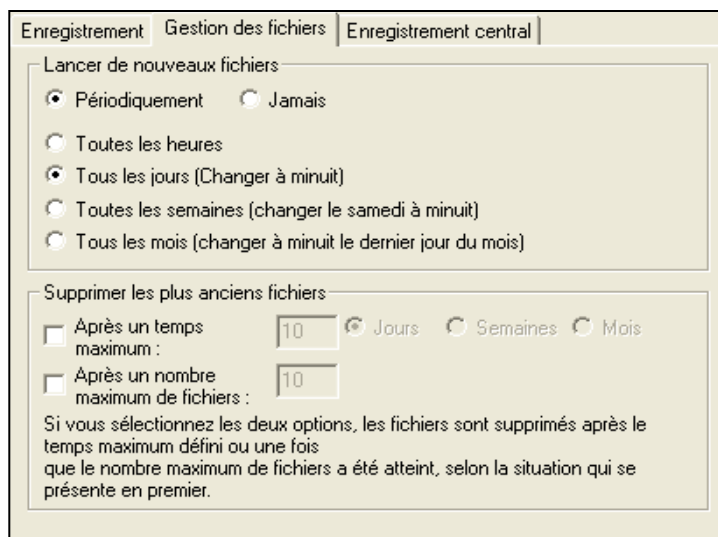 Enregistrement Gestion des fichiers Enregistrement central
Lancer de nouveaux fichiers
Périodiquement Jamais
Toutes les heures
Tous les jours (Changer à minuit)
Toutes les semaines (changer le samedi à minuit)
Tous les mois (changer à minuit le dernier jour du mois)
Supprimer les plus anciens fichiers
Après un temps
maximum : 10 Jours Semaines Mois
Après un nombre
maximum de fichiers : 10
Si vous sélectionnez les deux options, les fichiers sont supprimés après le
temps maximum défini ou une fois
que le nombre maximum de fichiers a été atteint, selon la situation qui se
présente en premier.